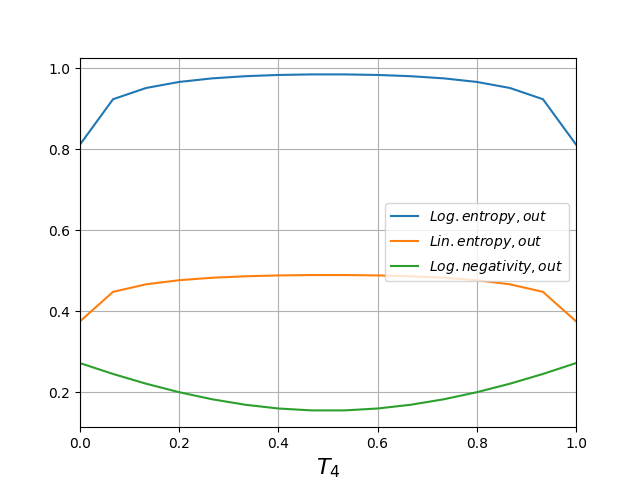 1.0
0.8
0.6
0.4
0.2
Log. entropy, out
Lin. entropy, out
Log. negativity, out
0.0 0.2 0.4 0.6 0.8 1.0
T₄